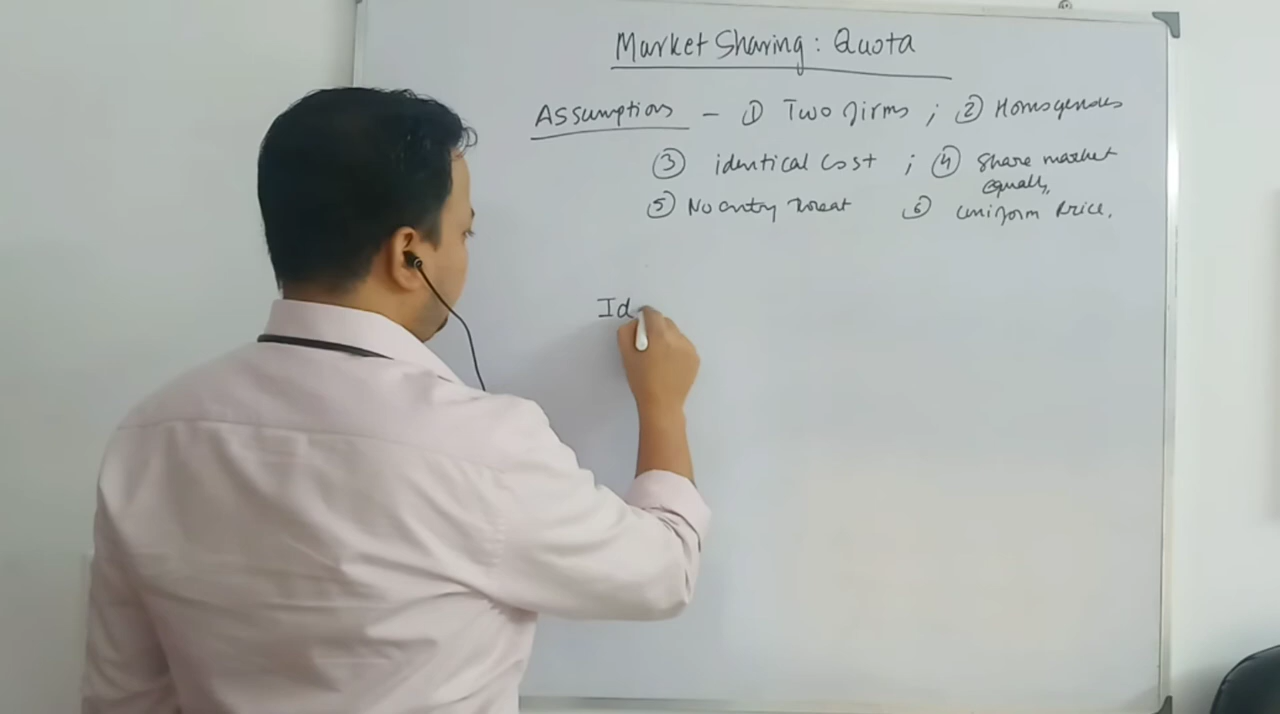 Market Sharing: Quota
Assumptions - ① Two firms ; ② Homogeneous
③ identical Cost ; ④ Share market
equally,
⑤ No entry threat ⑥ uniform Price.
Id